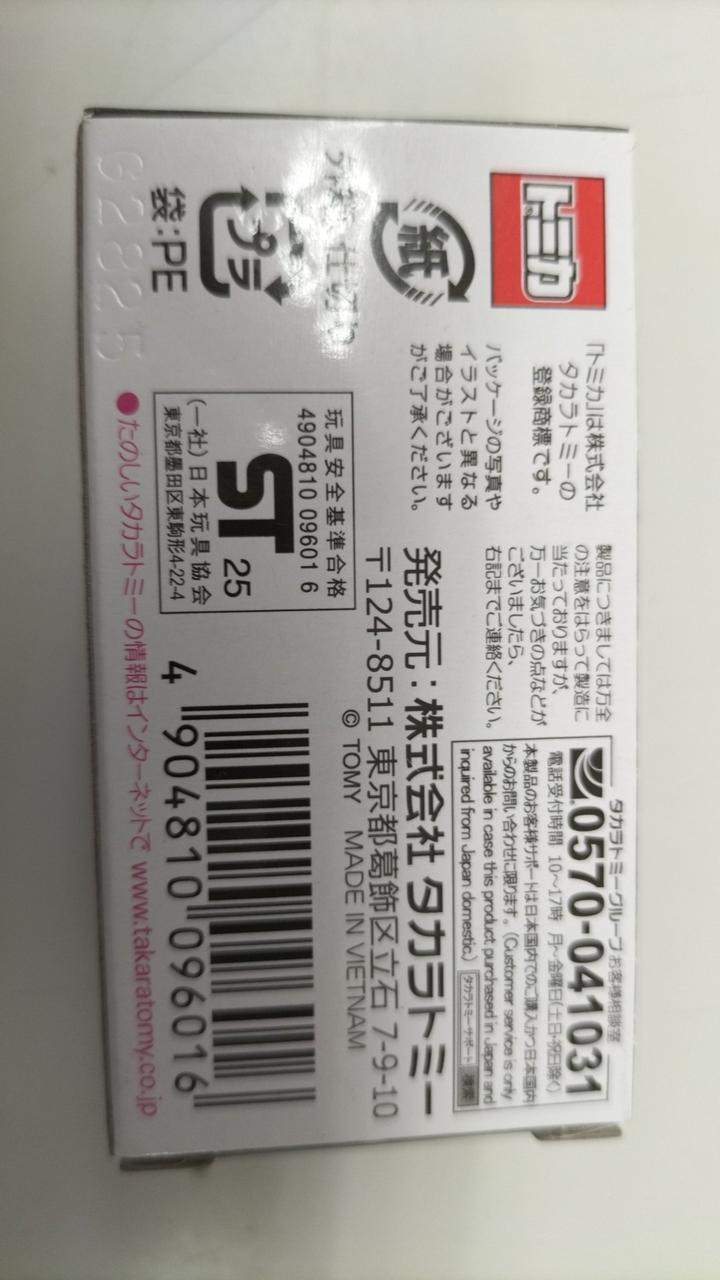 トミカ
「トミカ」は株式会社
タカラトミーの
登録商標です。
紙
パッケージの写真や
イラストと異なる
場合がございます
がご了承ください。
仕切り
プラ
袋:PE
G2825
製品につきましては万全
の注意をはらって製造に
当たっておりますが、
万一お気づきの点などが
ございましたら、
右記までご連絡ください。
タカラトミーグループお客様相談室
0570-041031
電話受付時間 10〜17時 月〜金曜日(土日・祝日除く)
本製品のお客様サポートは日本国内でのご購入かつ日本国内
からのお問い合わせに限ります。(Customer service is only
available in case this product purchased in Japan and
inquired from Japan domestic.)
タカラトミーサポート 検索
発売元:株式会社 タカラトミー
〒124-8511 東京都葛飾区立石 7-9-10
© TOMY MADE IN VIETNAM
玩具安全基準合格
4904810 09601 6
ST 25
(一社)日本玩具協会
東京都墨田区東駒形4-22-4
4 904810 096016
●たのしいタカラトミーの情報はインターネットで www.takaratomy.co.jp